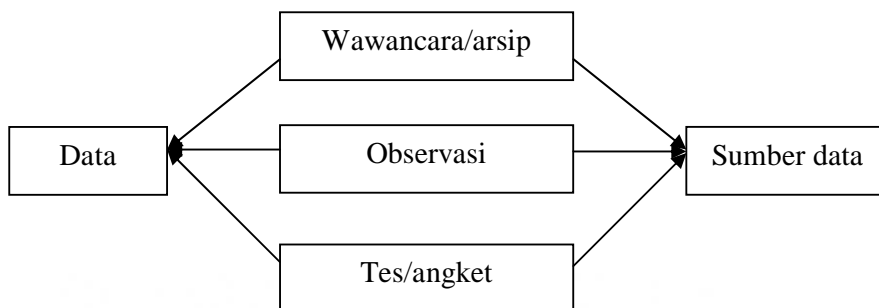 Wawancara/arsip
Data
Observasi
Sumber data
Tes/angket